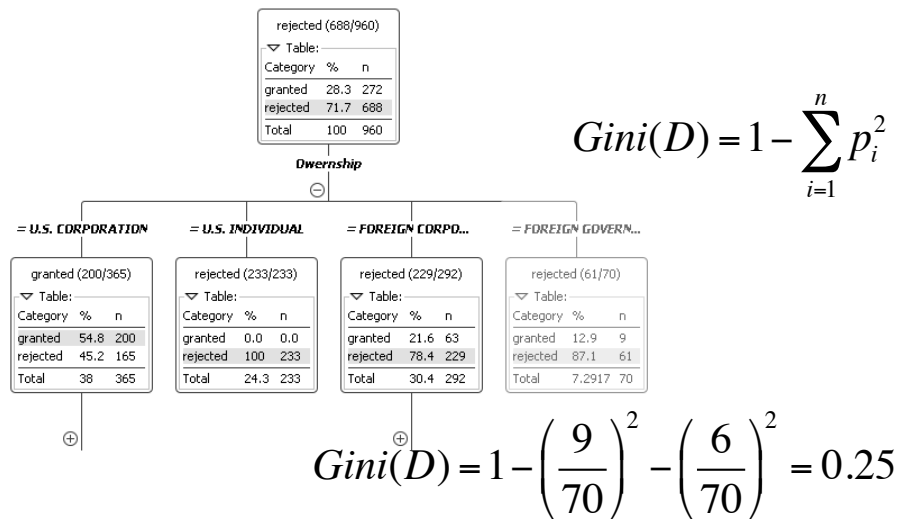 rejected (688/960)
Table:
Category % n
granted 28.3 272
rejected 71.7 688
Total 100 960
Gini(D) = 1 − ∑ᵢ₌₁ⁿ pᵢ²
Owernship
= U.S. CORPORATION
= U.S. INDIVIDUAL
= FOREIGN CORPO...
= FOREIGN GOVERN...
granted (200/365)
Table:
Category % n
granted 54.8 200
rejected 45.2 165
Total 38 365
rejected (233/233)
Table:
Category % n
granted 0.0 0.0
rejected 100 233
Total 24.3 233
rejected (229/292)
Table:
Category % n
granted 21.6 63
rejected 78.4 229
Total 30.4 292
rejected (61/70)
Table:
Category % n
granted 12.9 9
rejected 87.1 61
Total 7.2917 70
Gini(D) = 1 − (9/70)² − (6/70)² = 0.25